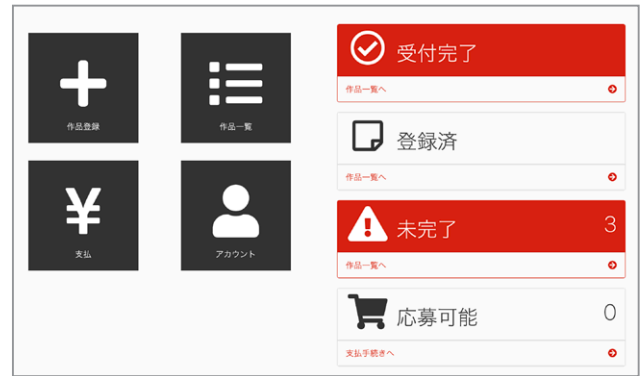 作品登録
作品一覧
¥
支払
アカウント
受付完了
作品一覧へ
登録済
作品一覧へ
未完了 3
作品一覧へ
応募可能 0
支払手続きへ